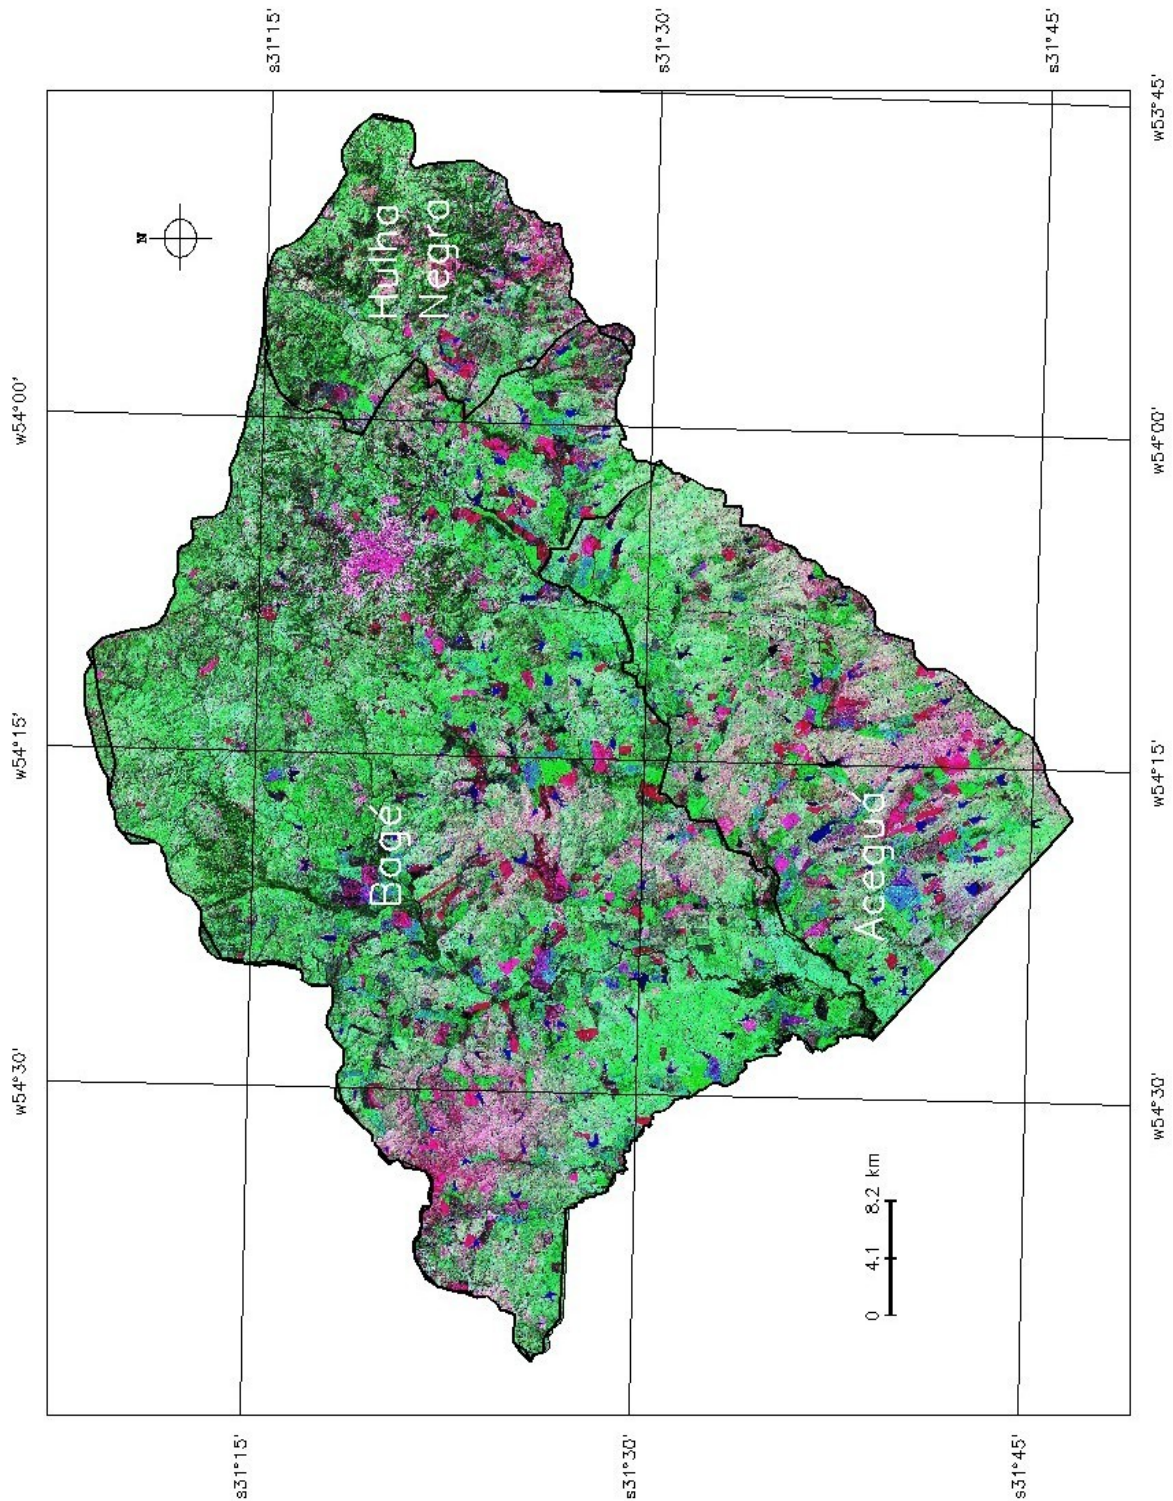 w54°30' w54°15' w54°00'
N
s31°15' s31°15'
Bagé
Hulha
Negra
s31°30' s31°30'
Aceguá
0 4.1 8.2 km
s31°45' s31°45'
w54°30' w54°15' w54°00' w53°45'